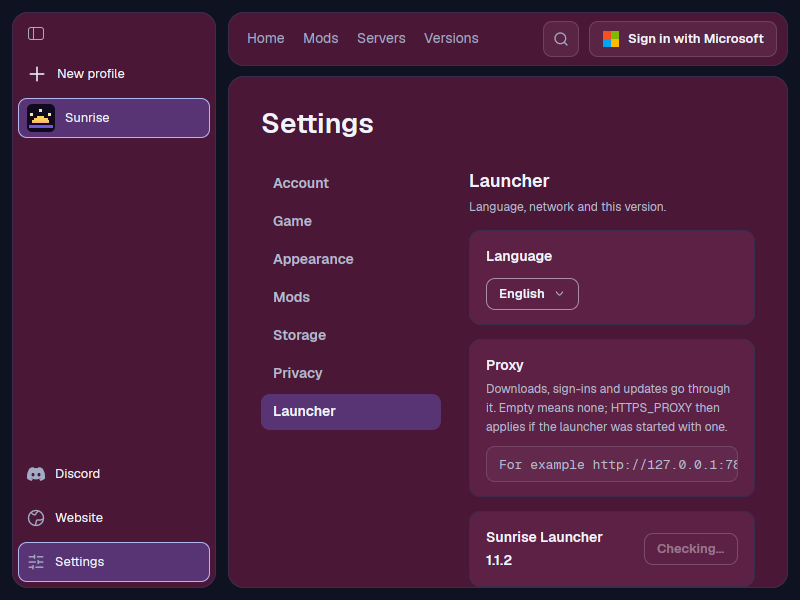 New profile
Sunrise
Discord
Website
Settings
Home Mods Servers Versions
Sign in with Microsoft
Settings
Account
Game
Appearance
Mods
Storage
Privacy
Launcher
Launcher
Language, network and this version.
Language
English
Proxy
Downloads, sign-ins and updates go through
it. Empty means none; HTTPS_PROXY then
applies if the launcher was started with one.
For example http://127.0.0.1:78
Sunrise Launcher
1.1.2
Checking…